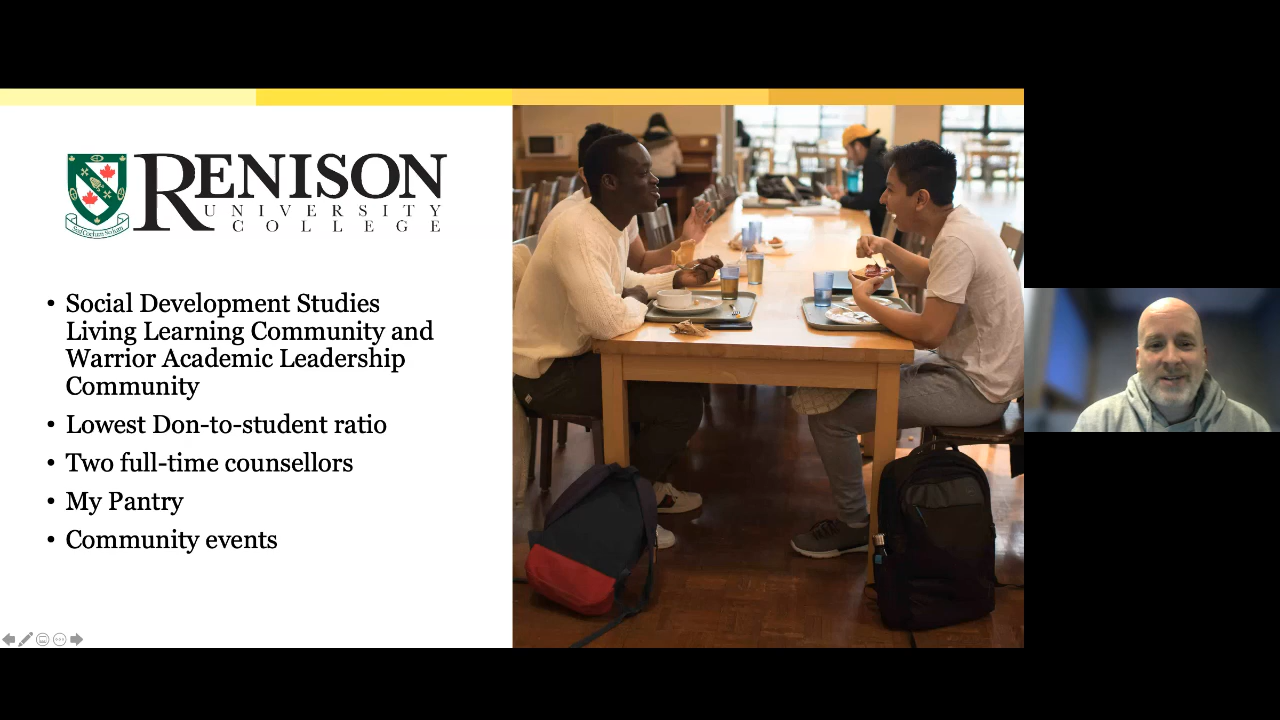 RENISON
UNIVERSITY
COLLEGE
• Social Development Studies
Living Learning Community and
Warrior Academic Leadership
Community
• Lowest Don-to-student ratio
• Two full-time counsellors
• My Pantry
• Community events